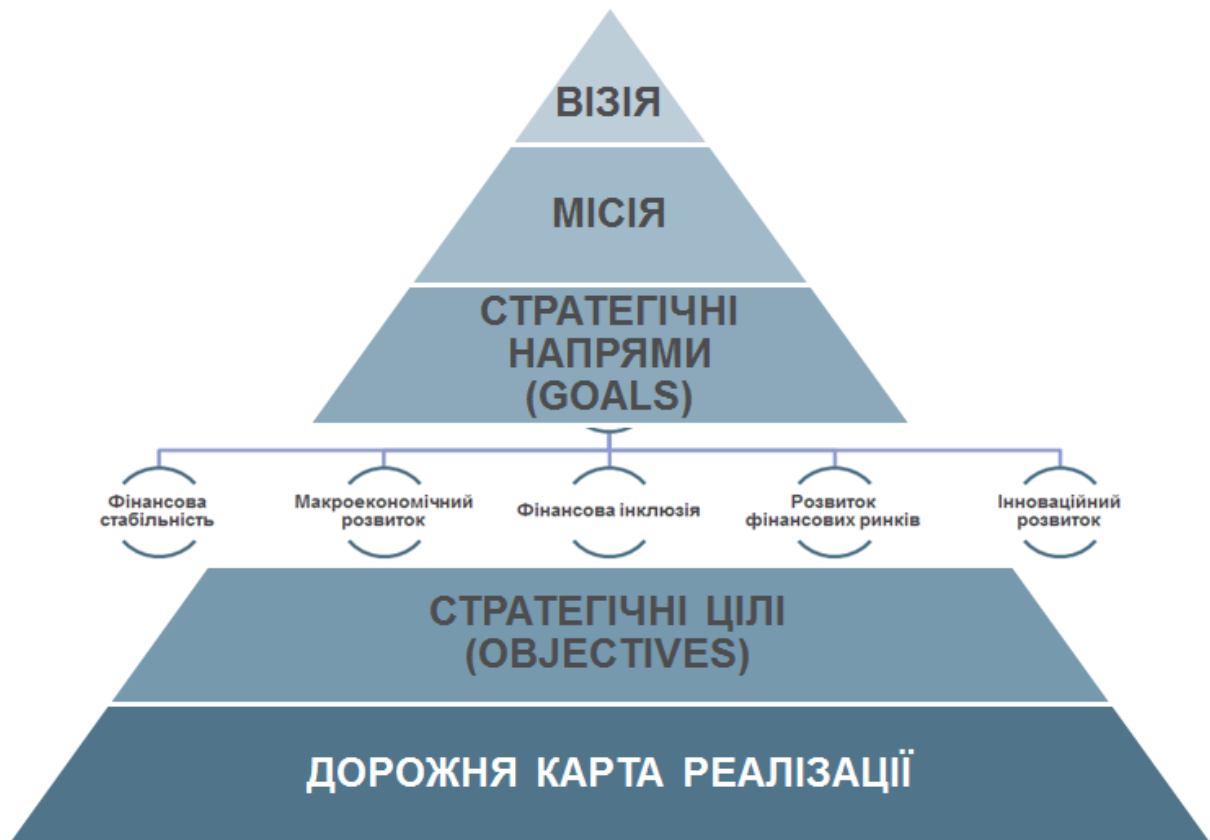 ВІЗІЯ
МІСІЯ
СТРАТЕГІЧНІ
НАПРЯМИ
(GOALS)
Фінансова
стабільність
Макроекономічний
розвиток
Фінансова інклюзія
Розвиток
фінансових ринків
Інноваційний
розвиток
СТРАТЕГІЧНІ ЦІЛІ
(OBJECTIVES)
ДОРОЖНЯ КАРТА РЕАЛІЗАЦІЇ